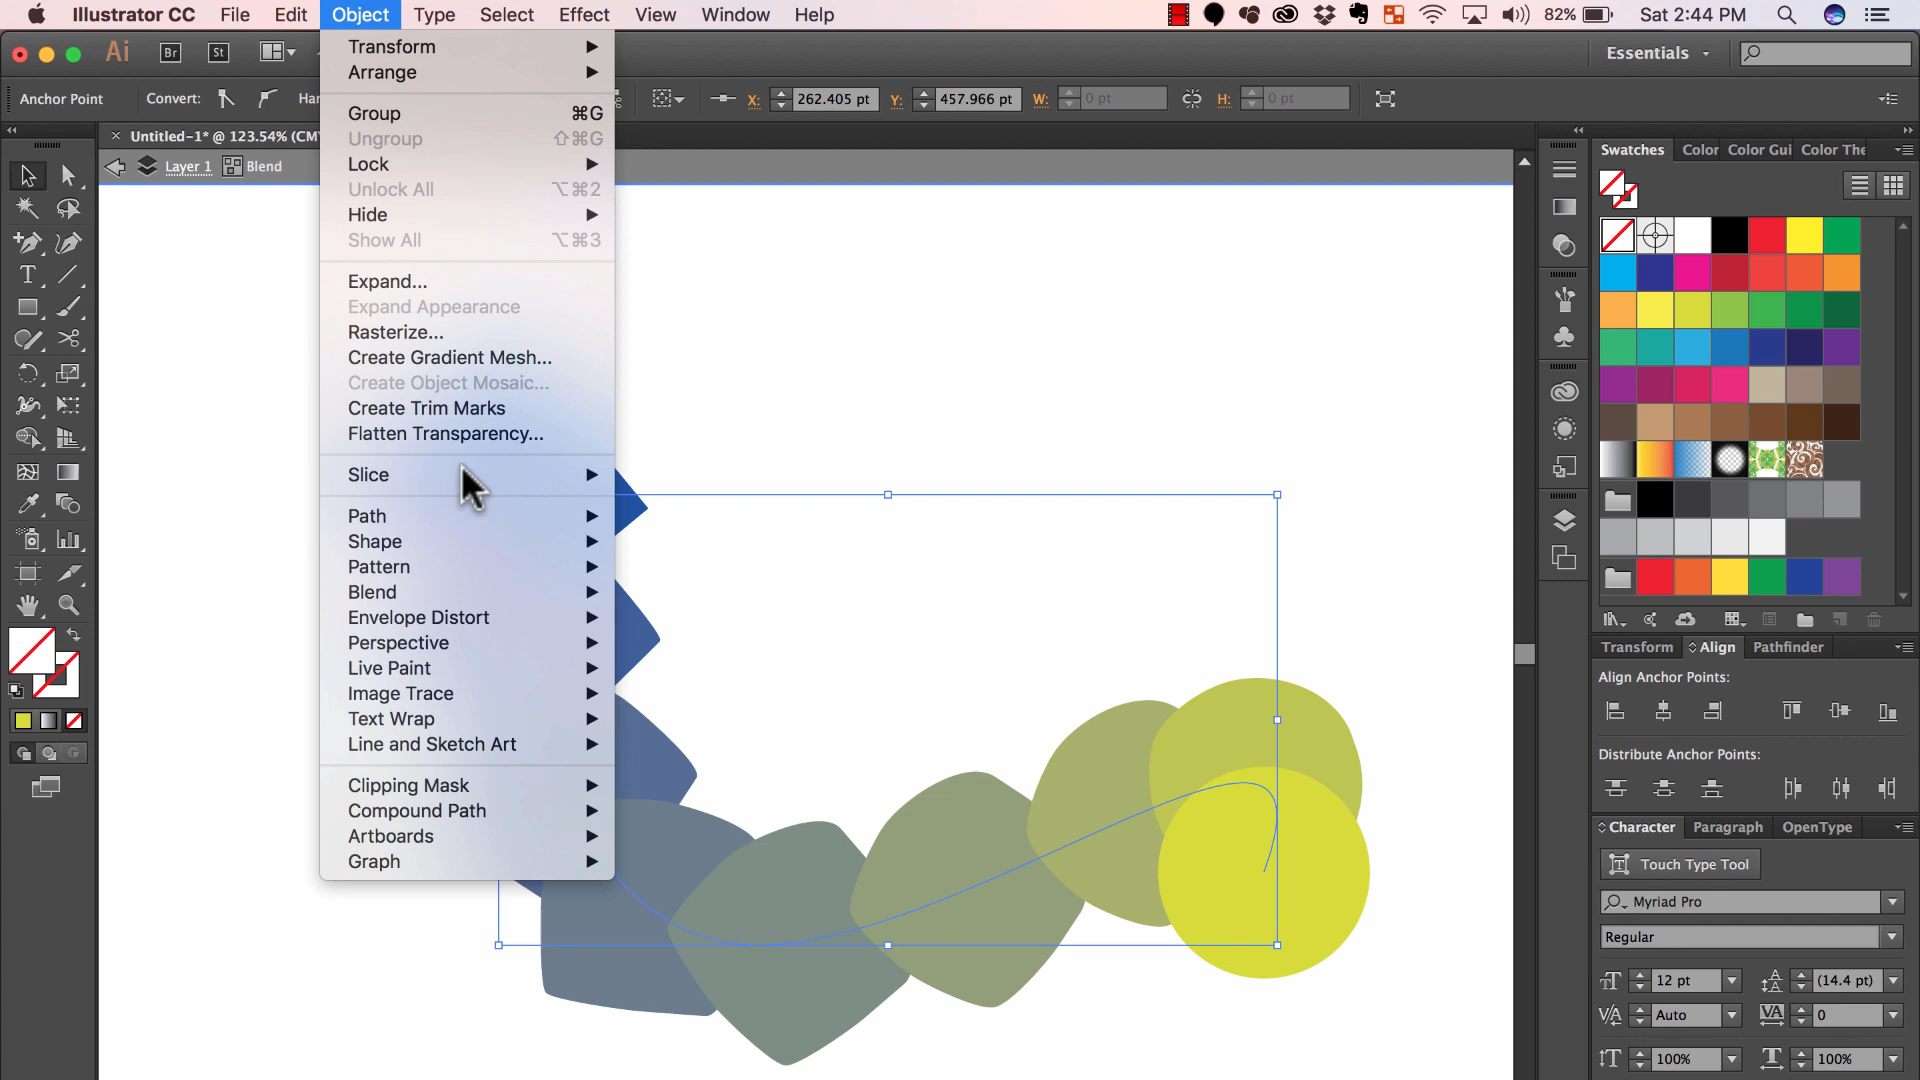 Illustrator CC File Edit Object Type Select Effect View Window Help 82% Sat 2:44 PM
Ai Br St Essentials
Anchor Point Convert: X: 262.405 pt Y: 457.966 pt W: 0 pt H: 0 pt
Untitled-1* @ 123.54% (CM
Layer 1 Blend
Transform
Arrange
Group ⌘G
Ungroup ⇧⌘G
Lock
Unlock All ⌥⌘2
Hide
Show All ⌥⌘3
Expand...
Expand Appearance
Rasterize...
Create Gradient Mesh...
Create Object Mosaic...
Create Trim Marks
Flatten Transparency...
Slice
Path
Shape
Pattern
Blend
Envelope Distort
Perspective
Live Paint
Image Trace
Text Wrap
Line and Sketch Art
Clipping Mask
Compound Path
Artboards
Graph
Swatches Color Color Gui Color The
Transform Align Pathfinder
Align Anchor Points:
Distribute Anchor Points:
Character Paragraph OpenType
Touch Type Tool
Myriad Pro
Regular
12 pt (14.4 pt)
Auto 0
100% 100%